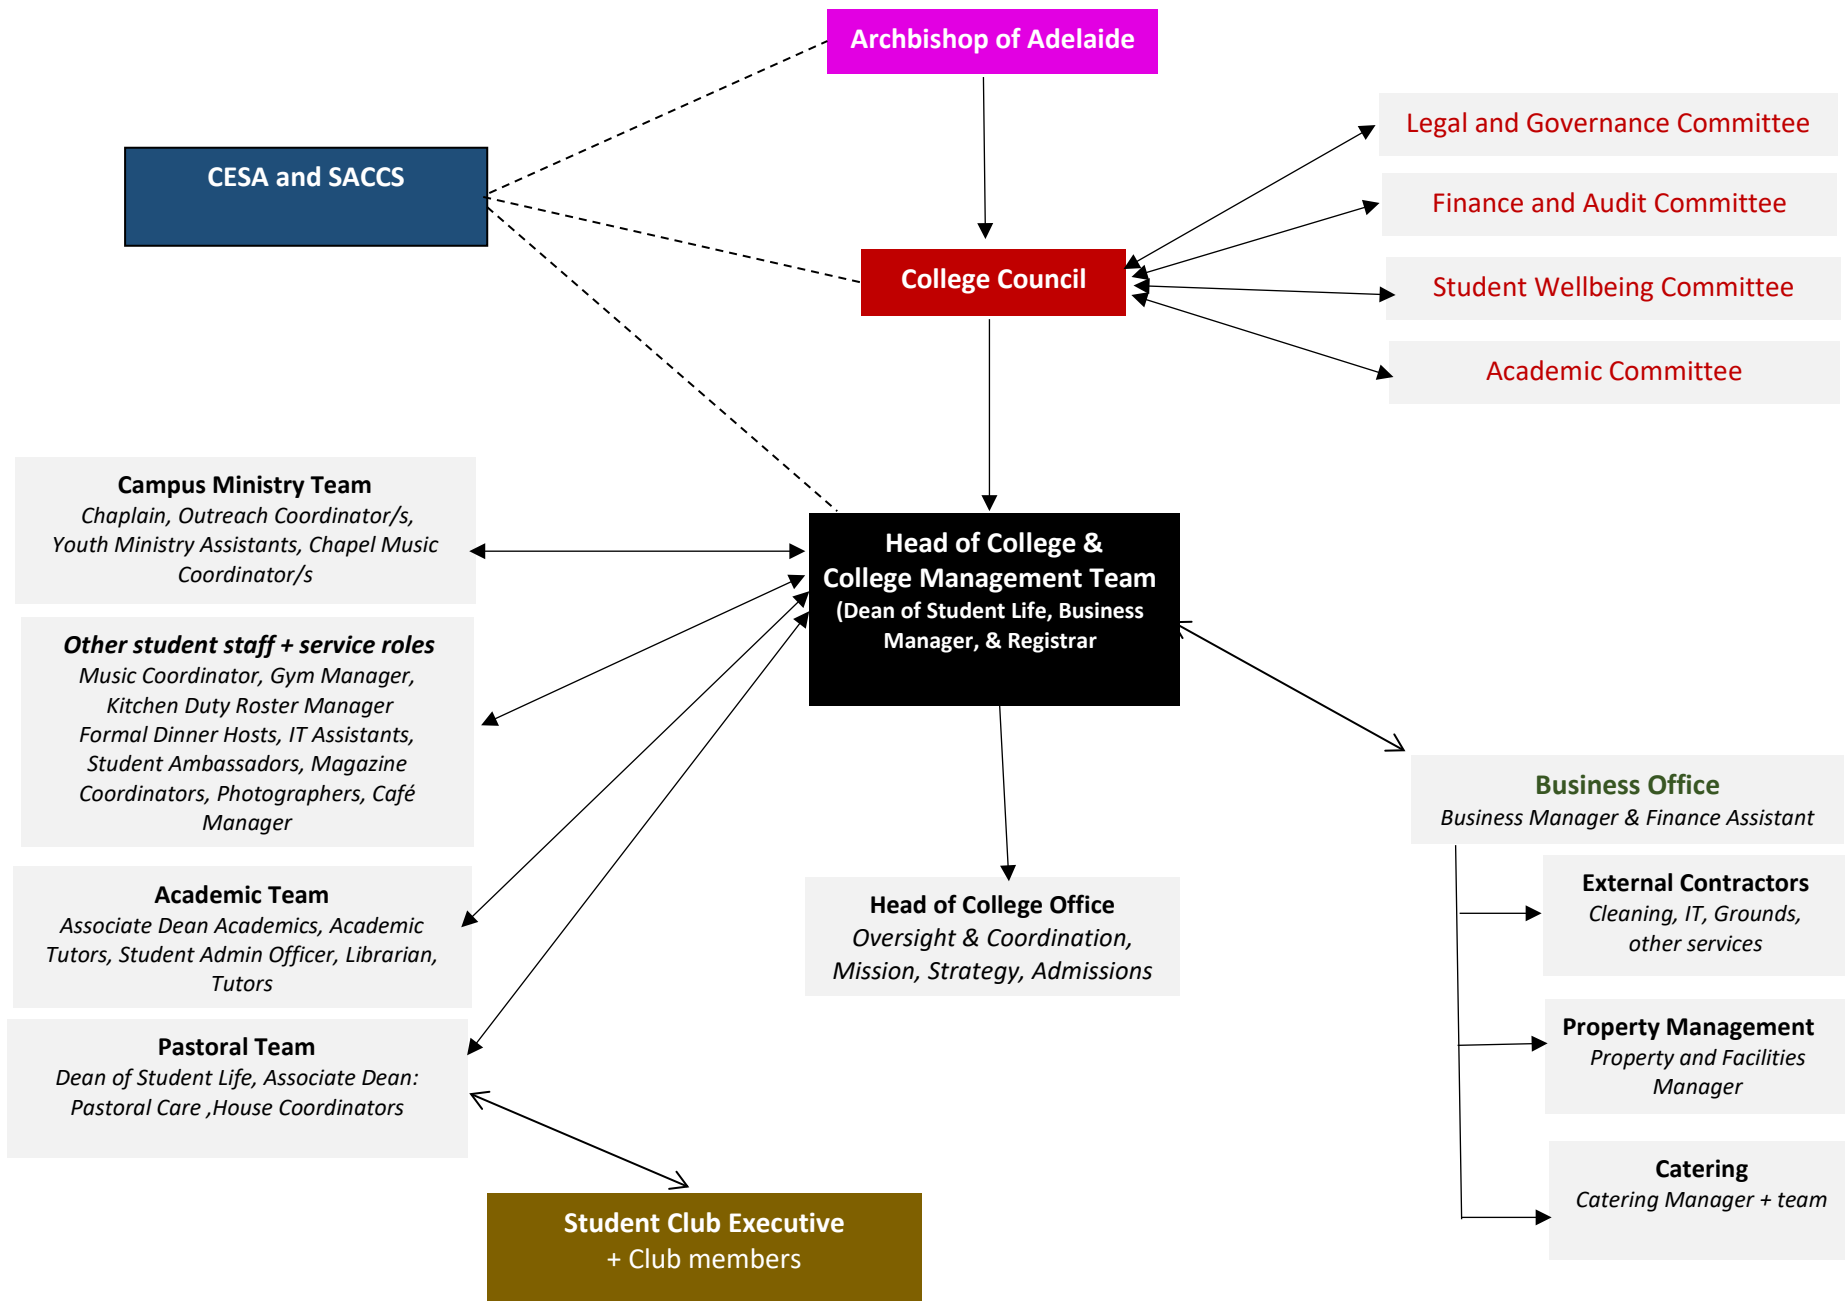 Archbishop of Adelaide
CESA and SACCS
College Council
Legal and Governance Committee
Finance and Audit Committee
Student Wellbeing Committee
Academic Committee
Campus Ministry Team
Chaplain, Outreach Coordinator/s,
Youth Ministry Assistants, Chapel Music
Coordinator/s
Other student staff + service roles
Music Coordinator, Gym Manager,
Kitchen Duty Roster Manager
Formal Dinner Hosts, IT Assistants,
Student Ambassadors, Magazine
Coordinators, Photographers, Café
Manager
Academic Team
Associate Dean Academics, Academic
Tutors, Student Admin Officer, Librarian,
Tutors
Pastoral Team
Dean of Student Life, Associate Dean:
Pastoral Care ,House Coordinators
Head of College &
College Management Team
(Dean of Student Life, Business
Manager, & Registrar
Head of College Office
Oversight & Coordination,
Mission, Strategy, Admissions
Student Club Executive
+ Club members
Business Office
Business Manager & Finance Assistant
External Contractors
Cleaning, IT, Grounds,
other services
Property Management
Property and Facilities
Manager
Catering
Catering Manager + team